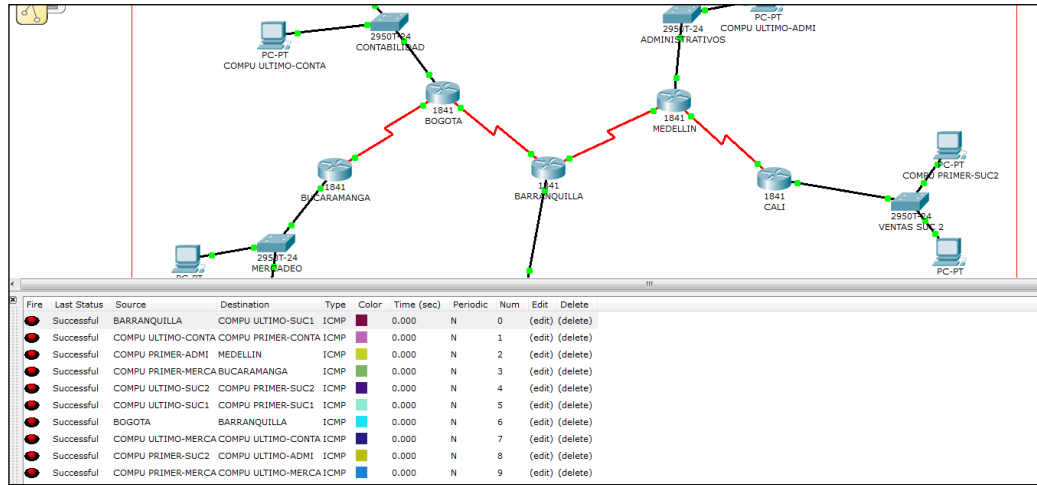 PC-PT
COMPU ULTIMO-CONTA
2950T-24
CONTABILIDAD
2950T-24
ADMINISTRATIVOS
PC-PT
COMPU ULTIMO-ADMI
1841
BOGOTA
1841
MEDELLIN
1841
BUCARAMANGA
1841
BARRANQUILLA
1841
CALI
PC-PT
COMPU PRIMER-SUC2
2950T-24
VENTAS SUC 2
PC-PT
2950T-24
MERCADEO
PC-PT
Fire Last Status Source Destination Type Color Time (sec) Periodic Num Edit Delete
Successful BARRANQUILLA COMPU ULTIMO-SUC1 ICMP 0.000 N 0 (edit) (delete)
Successful COMPU ULTIMO-CONTA COMPU PRIMER-CONTA ICMP 0.000 N 1 (edit) (delete)
Successful COMPU PRIMER-ADMI MEDELLIN ICMP 0.000 N 2 (edit) (delete)
Successful COMPU PRIMER-MERCA BUCARAMANGA ICMP 0.000 N 3 (edit) (delete)
Successful COMPU ULTIMO-SUC2 COMPU PRIMER-SUC2 ICMP 0.000 N 4 (edit) (delete)
Successful COMPU ULTIMO-SUC1 COMPU PRIMER-SUC1 ICMP 0.000 N 5 (edit) (delete)
Successful BOGOTA BARRANQUILLA ICMP 0.000 N 6 (edit) (delete)
Successful COMPU ULTIMO-MERCA COMPU ULTIMO-CONTA ICMP 0.000 N 7 (edit) (delete)
Successful COMPU PRIMER-SUC2 COMPU ULTIMO-ADMI ICMP 0.000 N 8 (edit) (delete)
Successful COMPU PRIMER-MERCA COMPU ULTIMO-MERCA ICMP 0.000 N 9 (edit) (delete)